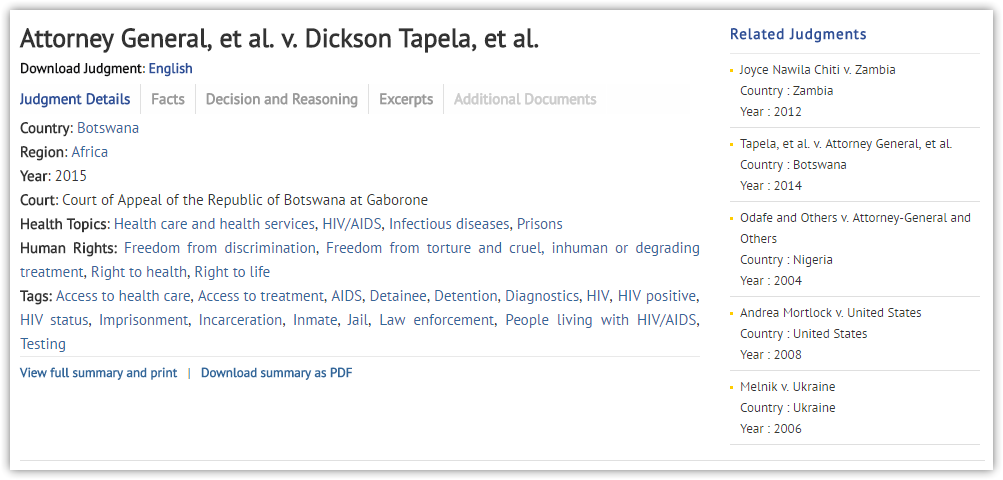 Attorney General, et al. v. Dickson Tapela, et al.
Download Judgment: English
Judgment Details
Facts
Decision and Reasoning
Excerpts
Additional Documents
Country: Botswana
Region: Africa
Year: 2015
Court: Court of Appeal of the Republic of Botswana at Gaborone
Health Topics: Health care and health services, HIV/AIDS, Infectious diseases, Prisons
Human Rights: Freedom from discrimination, Freedom from torture and cruel, inhuman or degrading
treatment, Right to health, Right to life
Tags: Access to health care, Access to treatment, AIDS, Detainee, Detention, Diagnostics, HIV, HIV positive,
HIV status, Imprisonment, Incarceration, Inmate, Jail, Law enforcement, People living with HIV/AIDS,
Testing
View full summary and print | Download summary as PDF
Related Judgments
Joyce Nawila Chiti v. Zambia
Country : Zambia
Year : 2012
Tapela, et al. v. Attorney General, et al.
Country : Botswana
Year : 2014
Odafe and Others v. Attorney-General and
Others
Country : Nigeria
Year : 2004
Andrea Mortlock v. United States
Country : United States
Year : 2008
Melnik v. Ukraine
Country : Ukraine
Year : 2006